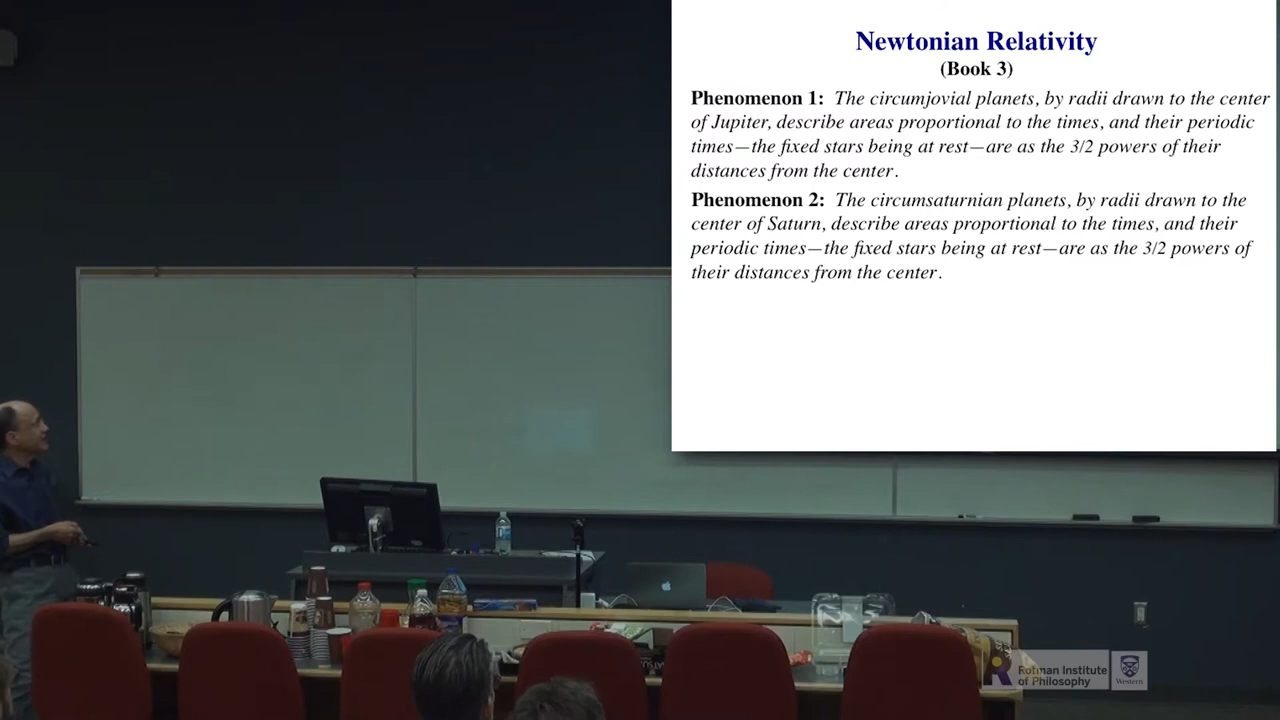 Newtonian Relativity
(Book 3)
Phenomenon 1: The circumjovial planets, by radii drawn to the center
of Jupiter, describe areas proportional to the times, and their periodic
times—the fixed stars being at rest—are as the 3/2 powers of their
distances from the center.
Phenomenon 2: The circumsaturnian planets, by radii drawn to the
center of Saturn, describe areas proportional to the times, and their
periodic times—the fixed stars being at rest—are as the 3/2 powers of
their distances from the center.
Rotman Institute
of Philosophy
Western